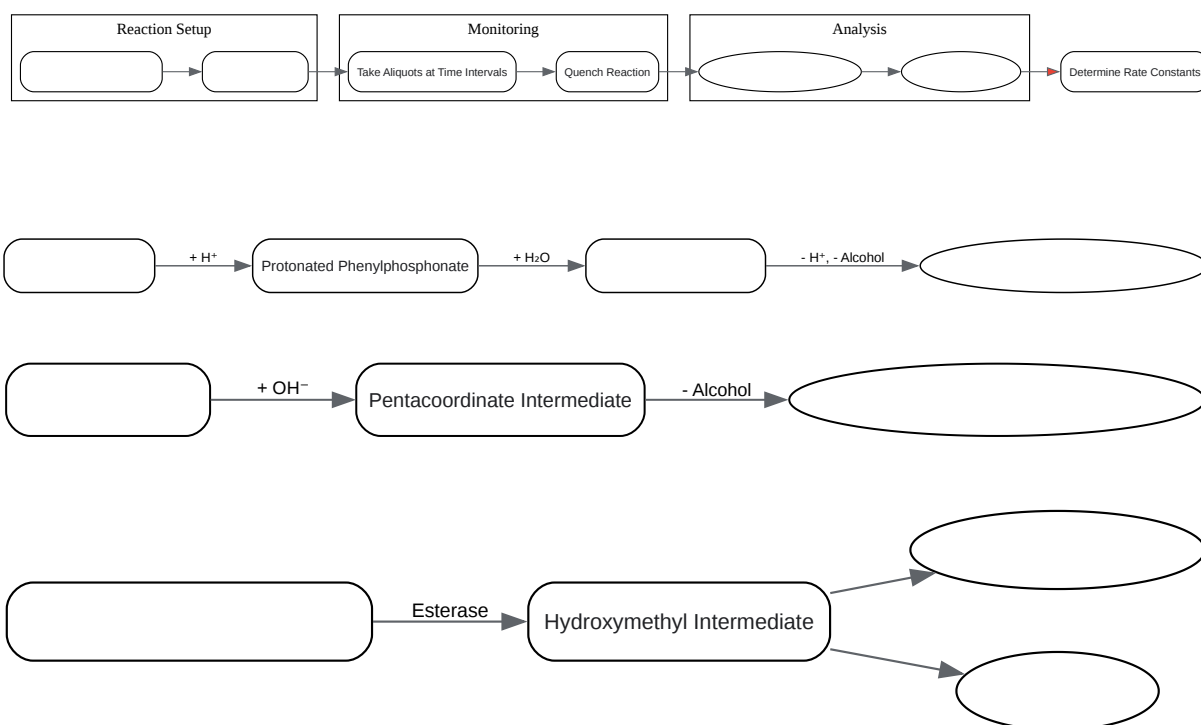 Reaction Setup
Monitoring
Analysis
Take Aliquots at Time Intervals
Quench Reaction
Determine Rate Constants
+ H⁺
Protonated Phenylphosphonate
+ H₂O
- H⁺, - Alcohol
+ OH⁻
Pentacoordinate Intermediate
- Alcohol
Esterase
Hydroxymethyl Intermediate